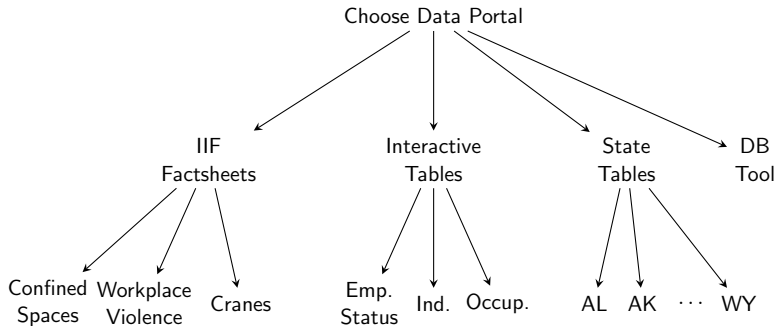 Choose Data Portal
IIF
Factsheets
Interactive
Tables
State
Tables
DB
Tool
Confined
Spaces
Workplace
Violence
Cranes
Emp.
Status
Ind.
Occup.
AL
AK
···
WY